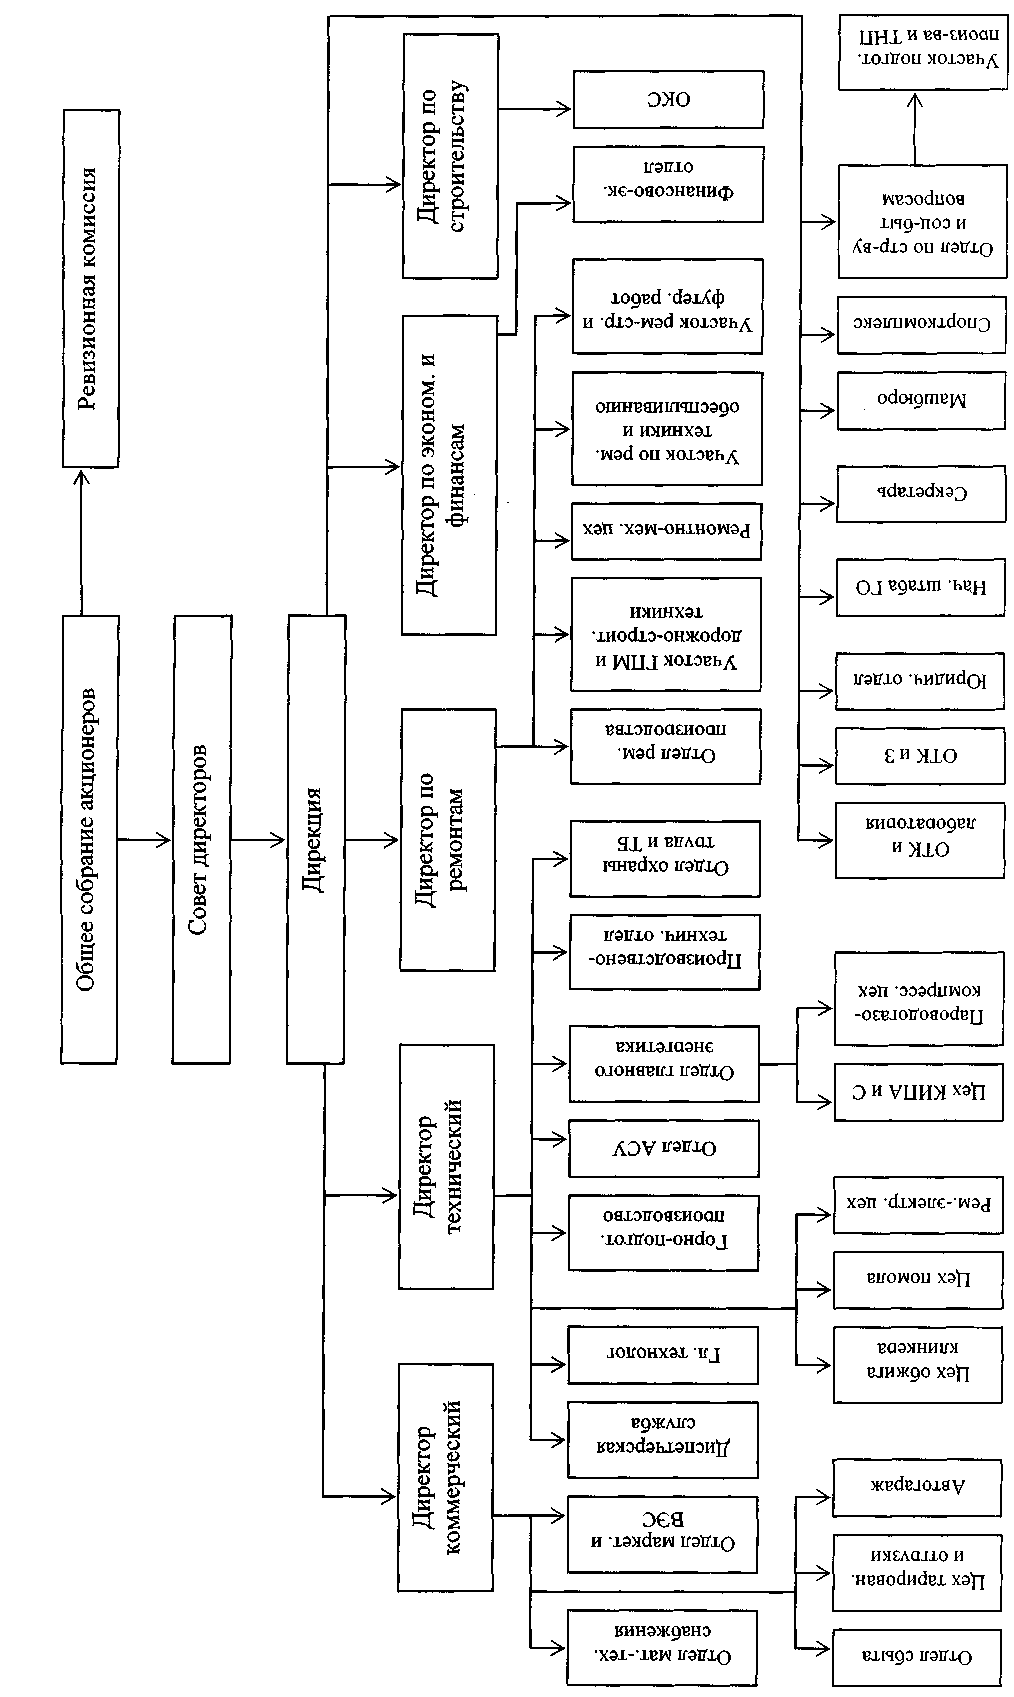 Общее собрание акционеров
Ревизионная комиссия
Совет директоров
Дирекция
Директор
коммерческий
Директор
технический
Директор по
ремонтам
Директор по эконом. и
финансам
Директор по
строительству
Отдел мат.-тех.
снабжения
Отдел маркет. и
ВЭС
Диспетчерская
служба
Гл. технолог
Горно-подгот.
производство
Отдел АСУ
Отдел главного
энергетика
Производствено-
технич. отдел
Отдел охраны
труда и ТБ
Отдел рем.
производства
Участок ГПМ и
дорожно-строит.
техники
Ремонтно-мех. цех
Участок по рем.
техники и
обеспыливанию
Участок рем-стр. и
футер. работ
Финансово-эк.
отдел
ОКС
Отдел сбыта
Цех тарирован.
и отгрузки
Автогараж
Цех обжига
клинкера
Цех помола
Рем.-электр. цех
Цех КИПА и С
Пароводогазо-
компресс. цех
ОТК и
лаборатория
ОТК и З
Юридич. отдел
Нач. штаба ГО
Секретарь
Машбюро
Спорткомплекс
Отдел по стр-ву
и соц-быт
вопросам
Участок подгот.
произ-ва и ТНП